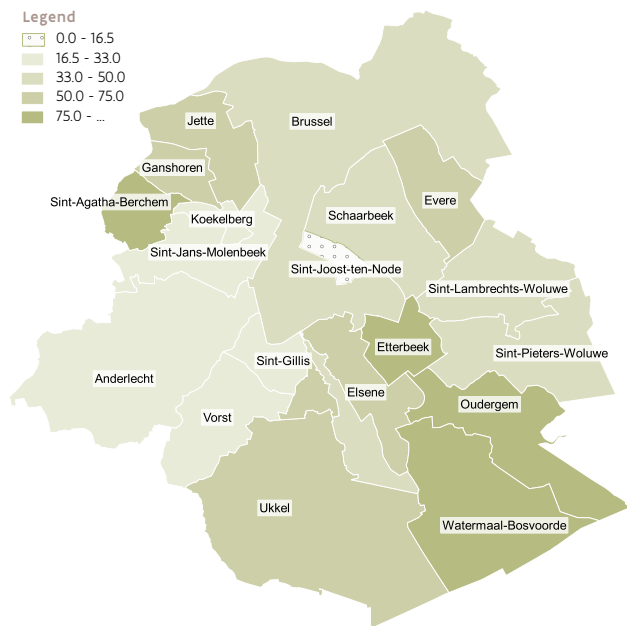 Legend
0.0 - 16.5
16.5 - 33.0
33.0 - 50.0
50.0 - 75.0
75.0 - ...
Jette
Brussel
Ganshoren
Sint-Agatha-Berchem
Evere
Koekelberg
Schaarbeek
Sint-Jans-Molenbeek
Sint-Joost-ten-Node
Sint-Lambrechts-Woluwe
Etterbeek
Sint-Pieters-Woluwe
Sint-Gillis
Anderlecht
Elsene
Oudergem
Vorst
Ukkel
Watermaal-Bosvoorde